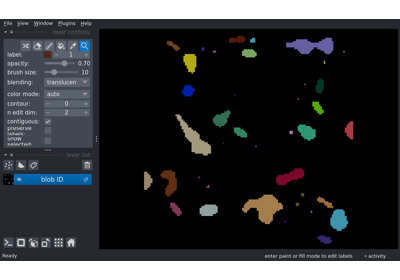 File View Window Plugins Help
layer controls
label: 1
opacity: 0.70
brush size: 10
blending: translucen
color mode: auto
contour: 0
n edit dim: 2
contiguous: ✓
preserve labels:
show selected:
layer list
blob ID
enter paint or fill mode to edit labels activity